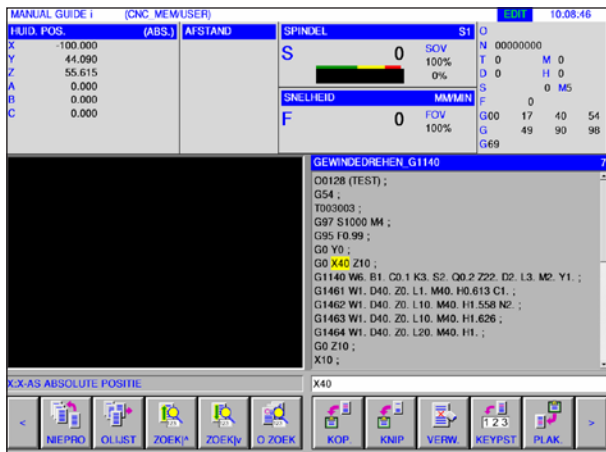 MANUAL GUIDE i (CNC_MEM/USER) EDIT 10:08:46
HUID. POS. (ABS.) AFSTAND
X -100.000
Y 44.090
Z 55.615
A 0.000
B 0.000
C 0.000
SPINDEL S1
S 0 SOV
100%
0%
SNELHEID MM/MIN
F 0 FOV
100%
O
N 00000000
T 0 M 0
D 0 H 0
S 0 M5
F 0
G00 17 40 54
G 49 90 98
G69
GEWINDEDREHEN_G1140 7
O0128 (TEST) ;
G54 ;
T003003 ;
G97 S1000 M4 ;
G95 F0.99 ;
G0 Y0 ;
G0 X40 Z10 ;
G1140 W6. B1. C0.1 K3. S2. Q0.2 Z22. D2. L3. M2. Y1. ;
G1461 W1. D40. Z0. L1. M40. H0.613 C1. ;
G1462 W1. D40. Z0. L10. M40. H1.558 N2. ;
G1463 W1. D40. Z0. L10. M40. H1.626 ;
G1464 W1. D40. Z0. L20. M40. H1. ;
G0 Z10 ;
X10 ;
X:X-AS ABSOLUTE POSITIE X40
< NIEPRO OLIJST ZOEK|^ ZOEK|v O ZOEK KOP. KNIP VERW. KEYPST PLAK. >